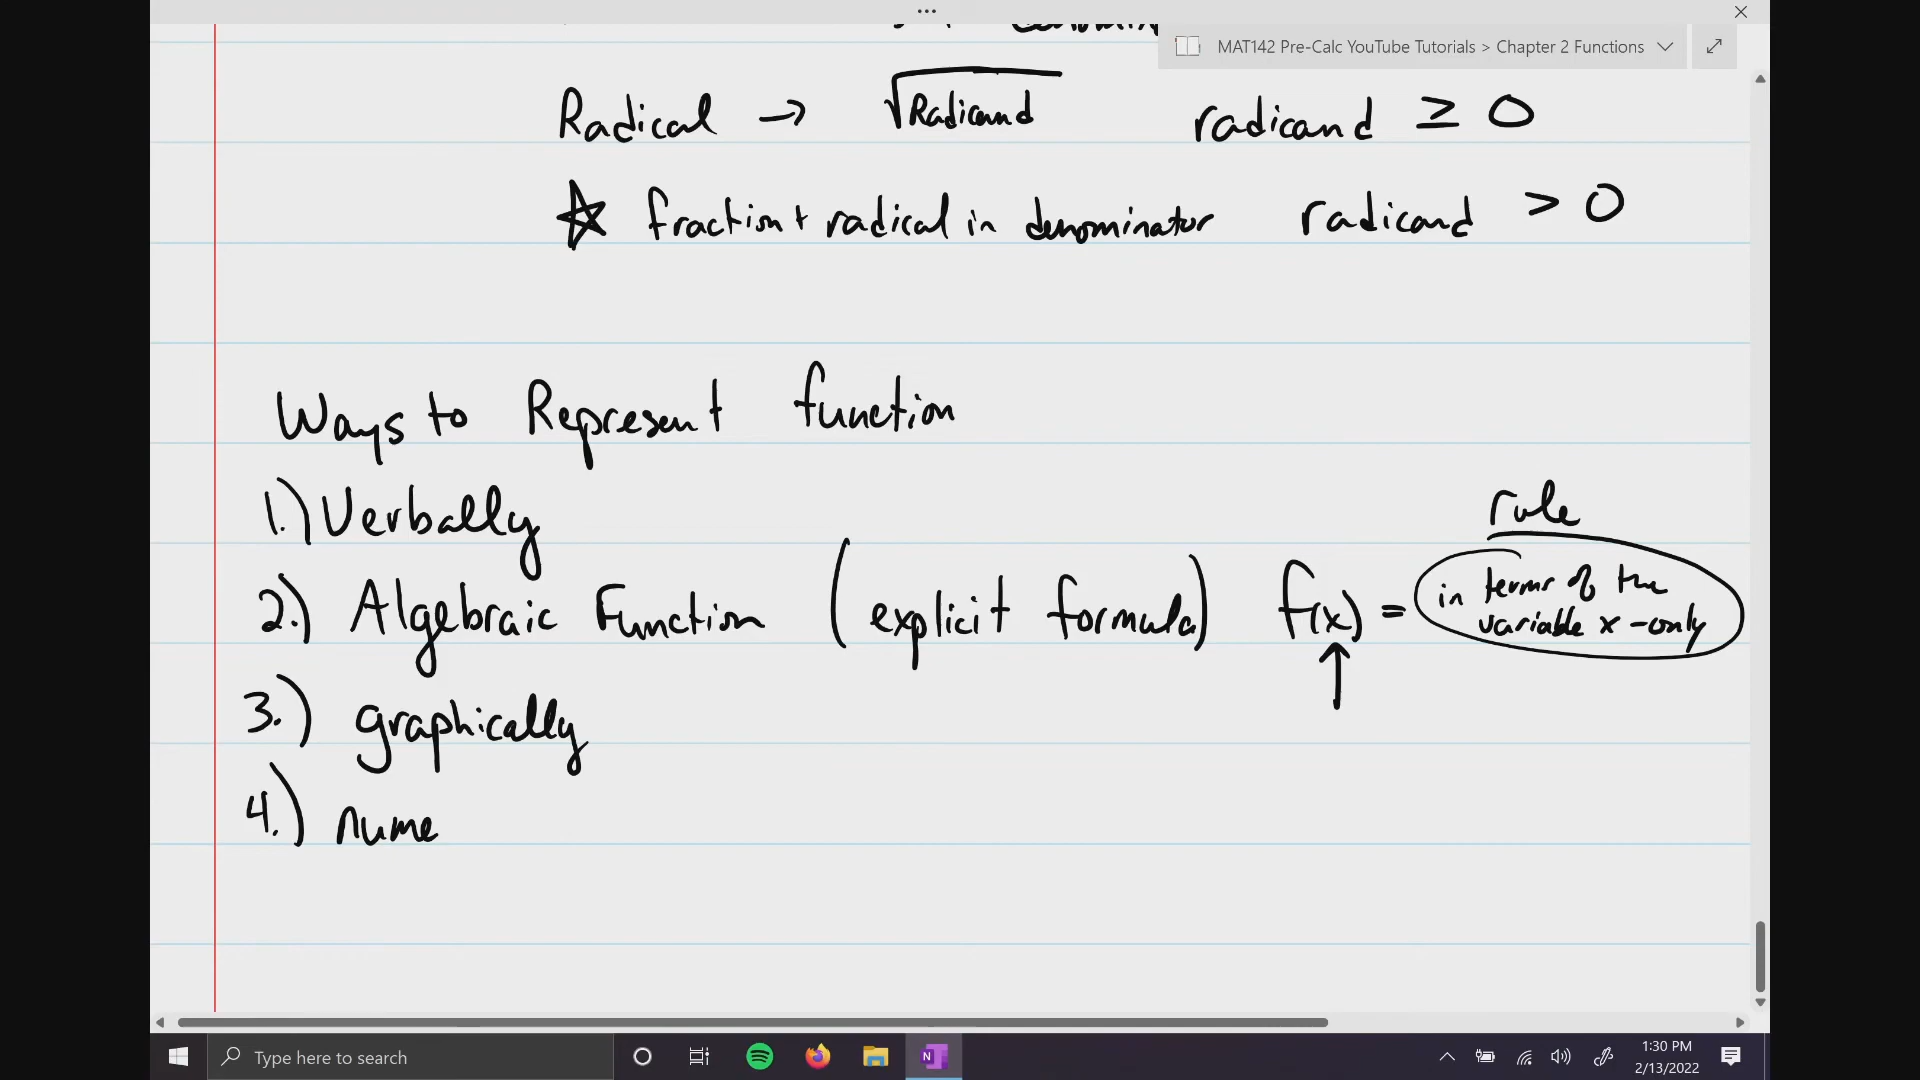 MAT142 Pre-Calc YouTube Tutorials > Chapter 2 Functions
Radical → √Radicand radicand ≥ 0
☆ fraction + radical in denominator radicand > 0
Ways to Represent function
1.) Verbally
rule
2.) Algebraic Function (explicit formula) f(x) = in terms of the variable x-only
3.) graphically
4.) nume
Type here to search
N
1:30 PM
2/13/2022